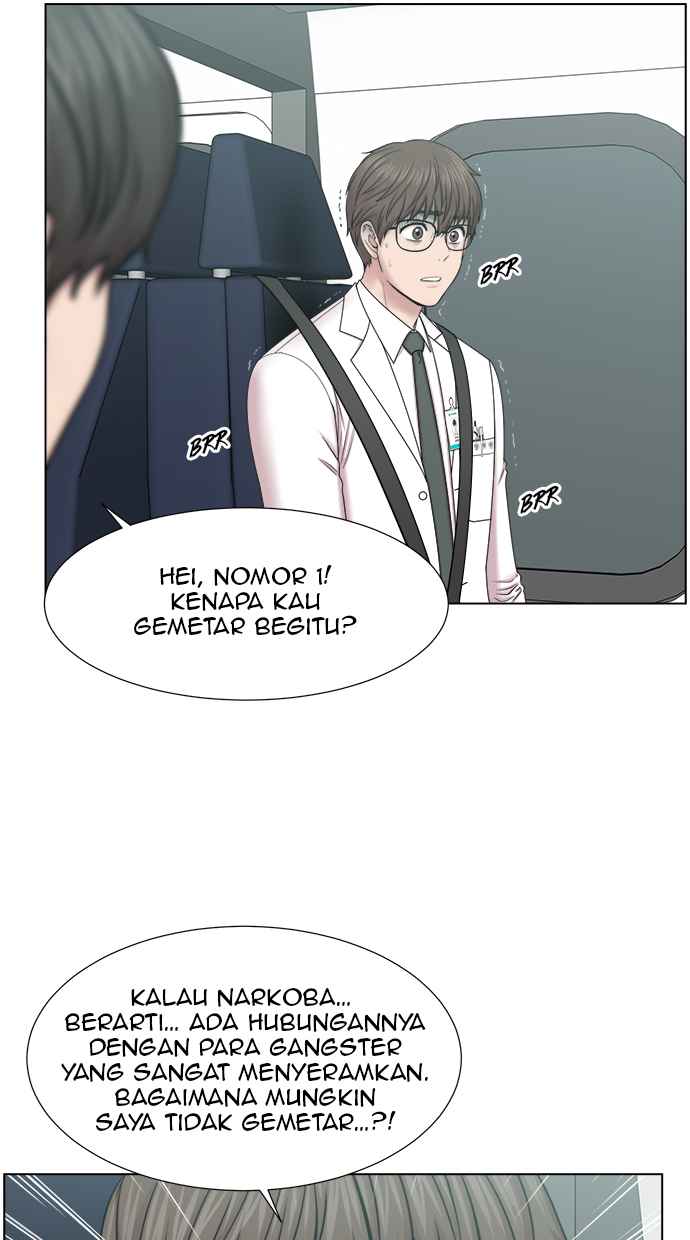 BRR
BRR
BRR
HEI, NOMOR 1!
KENAPA KAU
GEMETAR BEGITU?
KALAU NARKOBA...
BERARTI... ADA HUBUNGANNYA
DENGAN PARA GANGSTER
YANG SANGAT MENYERAMKAN.
BAGAIMANA MUNGKIN
SAYA TIDAK GEMETAR...?!